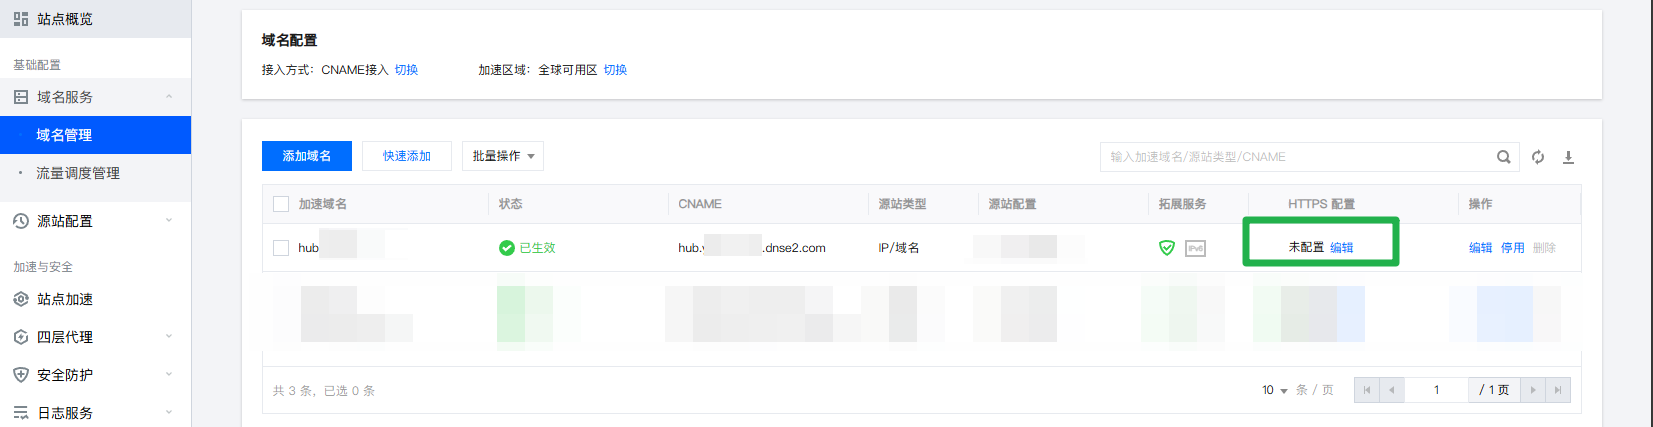 站点概览
基础配置
域名服务
域名管理
流量调度管理
源站配置
加速与安全
站点加速
四层代理
安全防护
日志服务
域名配置
接入方式：CNAME接入 切换 加速区域：全球可用区 切换
添加域名 快速添加 批量操作 输入加速域名/源站类型/CNAME
加速域名 状态 CNAME 源站类型 源站配置 拓展服务 HTTPS 配置 操作
hub 已生效 hub. .dnse2.com IP/域名 IPv6 未配置 编辑 编辑 停用 删除
共 3 条，已选 0 条 10 条 / 页 1 / 1 页